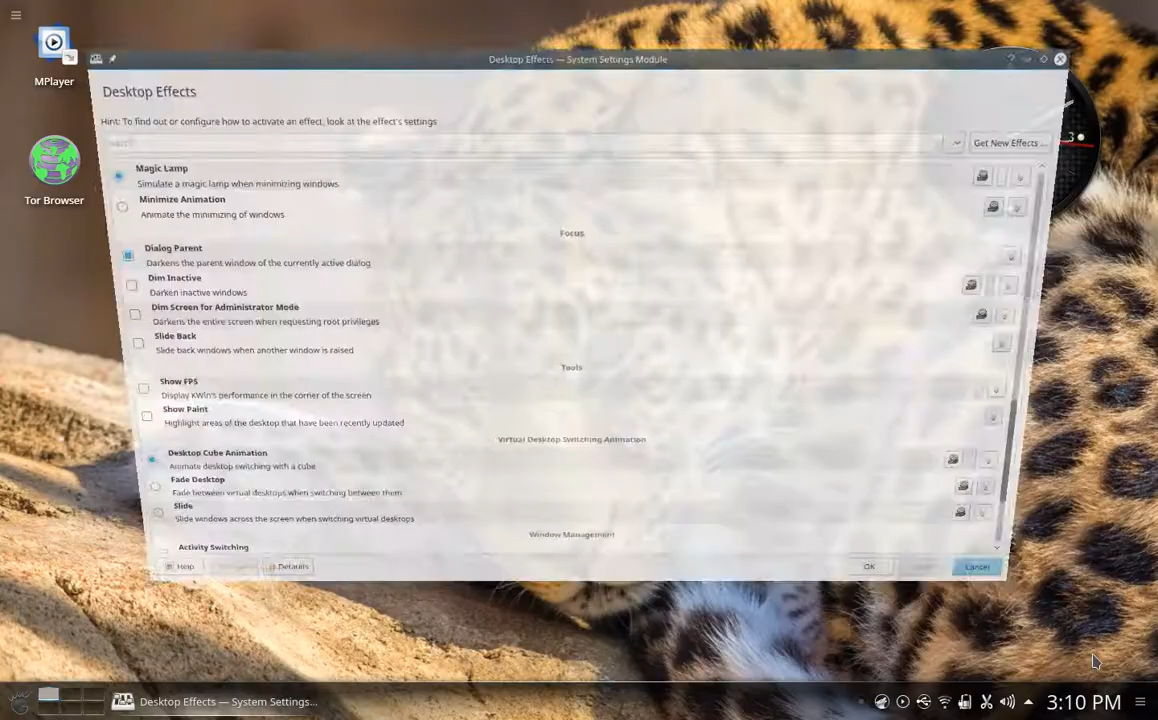 MPlayer
Tor Browser
Desktop Effects — System Settings Module
Desktop Effects
Hint: To find out or configure how to activate an effect, look at the effect's settings
Get New Effects ...
Magic Lamp
Simulate a magic lamp when minimizing windows
Minimize Animation
Animate the minimizing of windows
Focus
Dialog Parent
Darkens the parent window of the currently active dialog
Dim Inactive
Darken inactive windows
Dim Screen for Administrator Mode
Darkens the entire screen when requesting root privileges
Slide Back
Slide back windows when another window is raised
Tools
Show FPS
Display KWin's performance in the corner of the screen
Show Paint
Highlight areas of the desktop that have been recently updated
Virtual Desktop Switching Animation
Desktop Cube Animation
Animate desktop switching with a cube
Fade Desktop
Fade between virtual desktops when switching between them
Slide
Slide windows across the screen when switching virtual desktops
Window Management
Activity Switching
Help
Defaults
OK
Cancel
3
Desktop Effects — System Settings...
3:10 PM